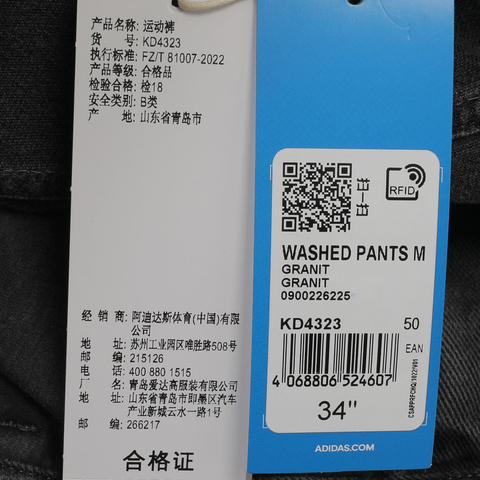 产品名称: 运动裤
货 号: KD4323
执行标准: FZ/T 81007-2022
产品等级: 合格品
检验合格: 检18
安全类别: B类
产 地: 山东省青岛市
经 销 商: 阿迪达斯体育(中国)有限
公司
地 址: 苏州工业园区唯胜路508号
邮 编: 215126
电 话: 400 880 1515
厂 名: 青岛爱达高服装有限公司
地 址: 山东省青岛市即墨区汽车
产业新城云水一路1号
邮 编: 266217
合格证
RFID
WASHED PANTS M
GRANIT
GRANIT
0900226225
KD4323 50
EAN
4 068806 524607
34"
ADIDAS.COM